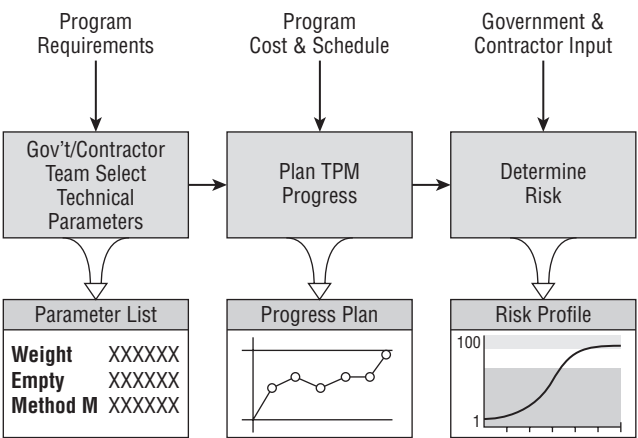 Program
Requirements
Program
Cost & Schedule
Government &
Contractor Input
Gov't/Contractor
Team Select
Technical
Parameters
Plan TPM
Progress
Determine
Risk
Parameter List
Weight XXXXXX
Empty XXXXXX
Method M XXXXXX
Progress Plan
Risk Profile
100
1